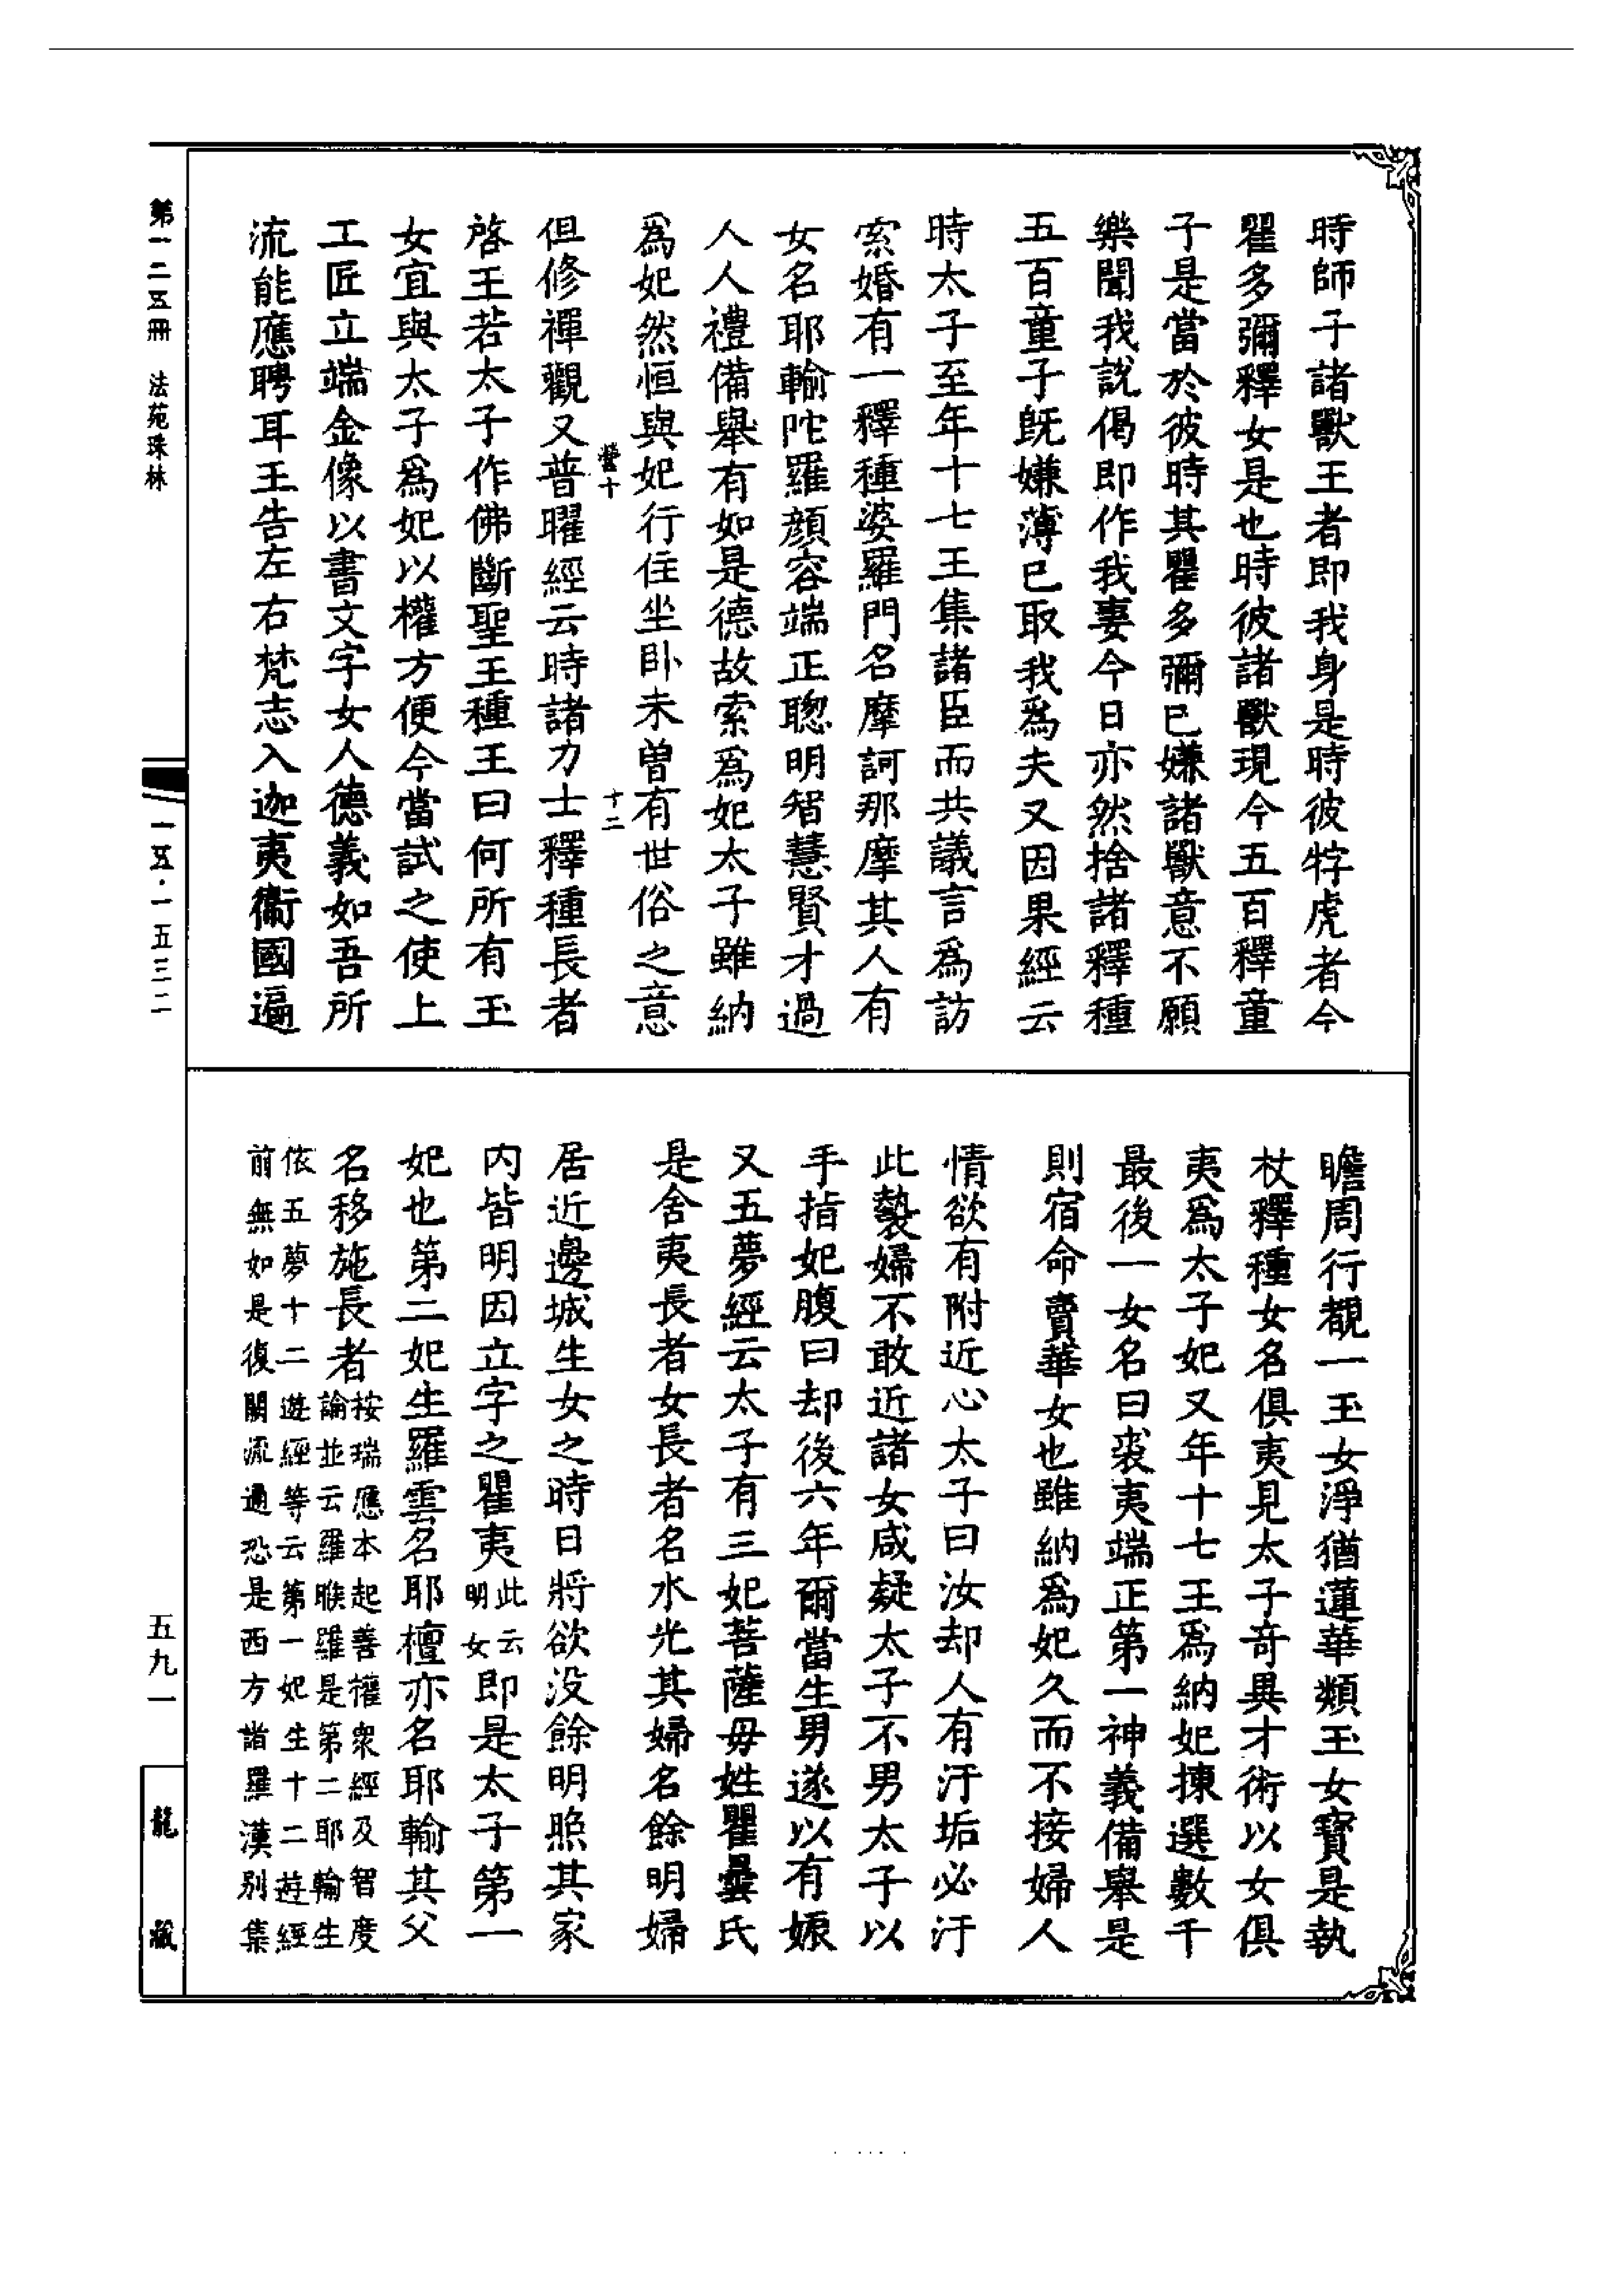 時師子諸獸王者即我身是時彼牸虎者今
瞿多彌釋女是也時彼諸獸現今五百釋童
子是當於彼時其瞿多彌已嫌諸獸意不願
樂聞我說偈即作我妻今日亦然捨諸釋種
五百童子既嫌薄已取我爲夫又因果經云
時太子至年十七王集諸臣而共議言爲訪
索婚有一釋種婆羅門名摩訶那摩其人有
女名耶輸陀羅顏容端正聰明智慧賢才過
人人禮備舉有如是德故索爲妃太子雖納
爲妃然恒與妃行住坐卧未曾有世俗之意
營十
十二
但修禪觀又普曜經云時諸力士釋種長者
啓王若太子作佛斷聖王種王曰何所有玉
女宜與太子爲妃以權方便今當試之使上
工匠立端金像以書文字女人德義如吾所
流能應聘耳王告左右梵志入迦夷衞國遍
瞻周行覩一玉女淨猶蓮華類玉女寶是執
杖釋種女名俱夷見太子奇異才術以女俱
夷爲太子妃又年十七王爲納妃揀選數千
最後一女名曰裘夷端正第一神義備舉是
則宿命賣華女也雖納爲妃久而不接婦人
情欲有附近心太子曰汝却人有汙垢必汙
此㲲婦不敢近諸女咸疑太子不男太子以
手指妃腹曰却後六年爾當生男遂以有娠
又五夢經云太子有三妃菩薩母姓瞿曇氏
是舍夷長者女長者名水光其婦名餘明婦
居近邊城生女之時日將欲没餘明照其家
内皆明因立字之瞿夷此云明女即是太子第一
妃也第二妃生羅雲名耶檀亦名耶輸其父
名移施長者按瑞應本起善權衆經及智度論並云羅睺羅是第二耶輪生
依五夢十二遊經等云第一妃生十二遊經
前無如是復闕流通恐是西方諸羅漢別集
第一二五冊　法苑珠林
一五·一五三二
五九一
龍藏